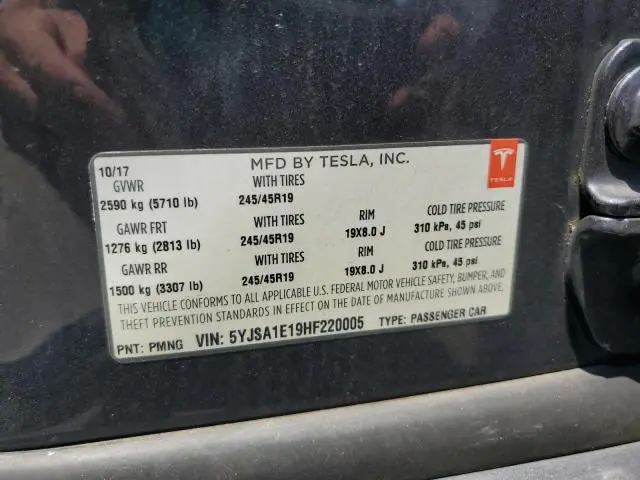 10/17
MFD BY TESLA, INC.
TESLA
GVWR WITH TIRES
2590 kg (5710 lb) 245/45R19
GAWR FRT WITH TIRES RIM COLD TIRE PRESSURE
1276 kg (2813 lb) 245/45R19 19X8.0 J 310 kPa, 45 psi
GAWR RR WITH TIRES RIM COLD TIRE PRESSURE
1500 kg (3307 lb) 245/45R19 19X8.0 J 310 kPa, 45 psi
THIS VEHICLE CONFORMS TO ALL APPLICABLE U.S. FEDERAL MOTOR VEHICLE SAFETY, BUMPER, AND
THEFT PREVENTION STANDARDS IN EFFECT ON THE DATE OF MANUFACTURE SHOWN ABOVE.
PNT: PMNG VIN: 5YJSA1E19HF220005 TYPE: PASSENGER CAR